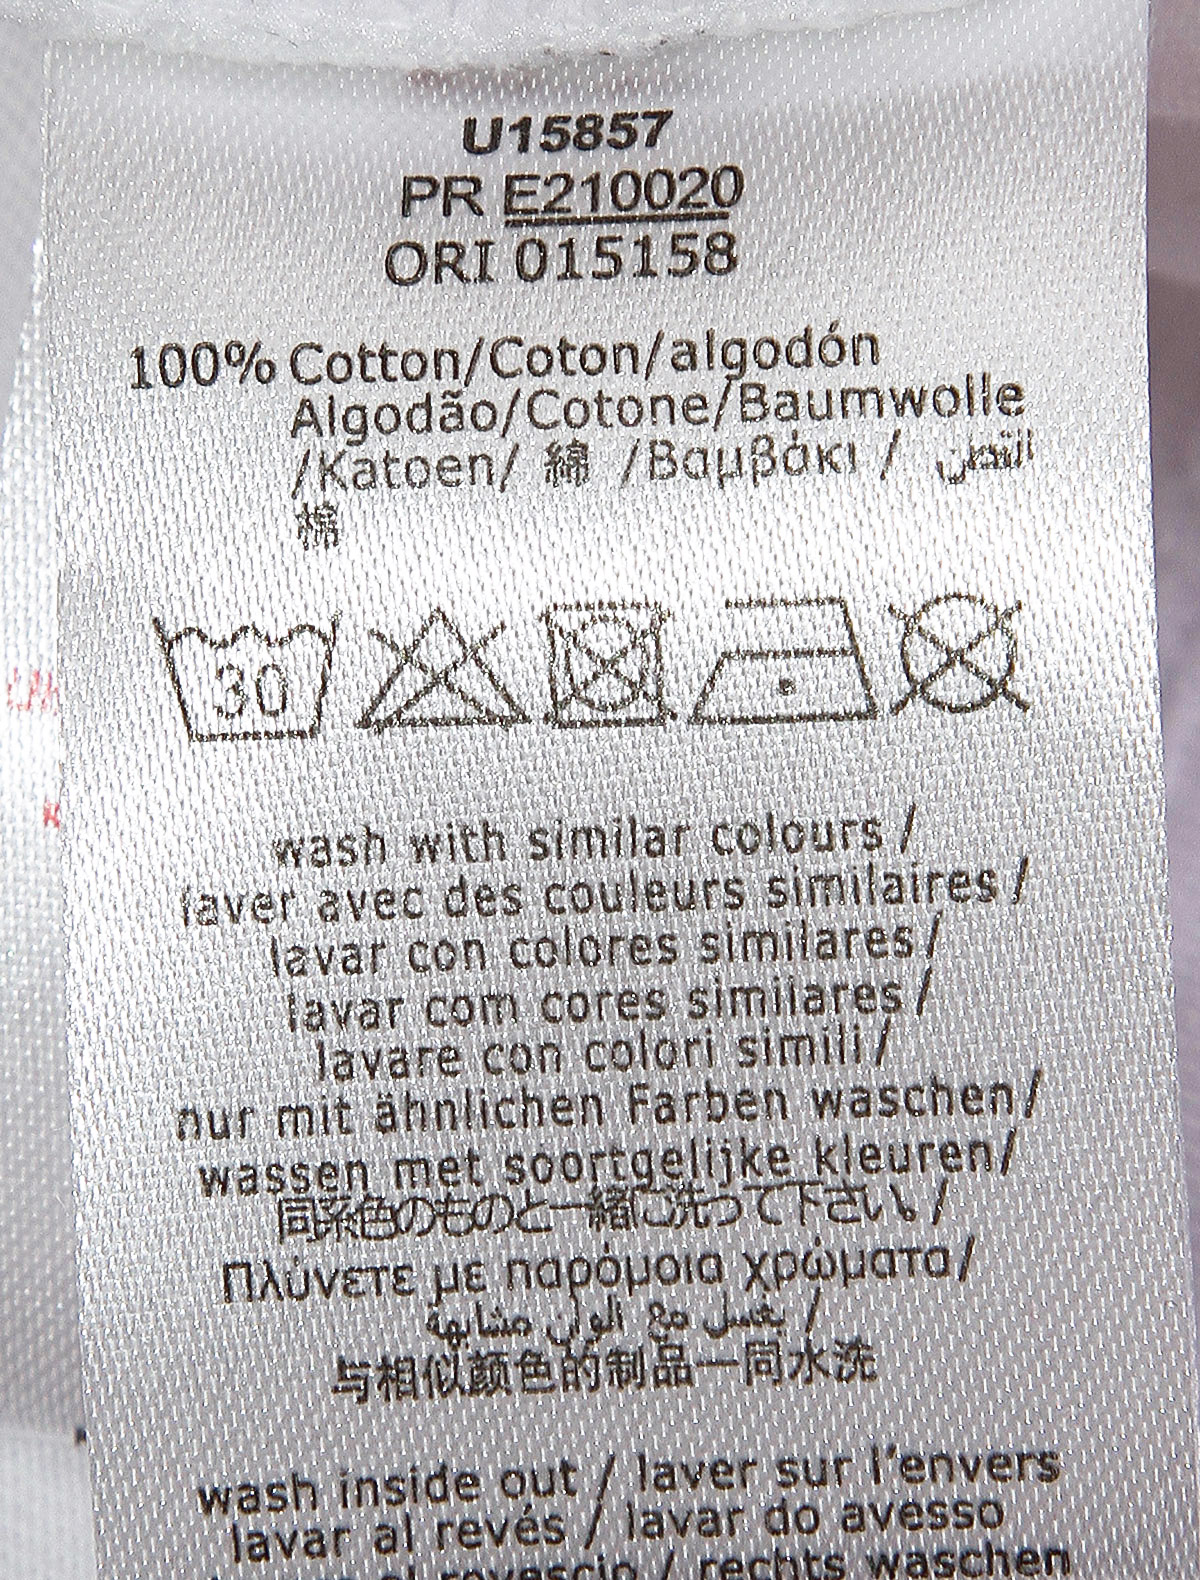 U15857
PR E210020
ORI 015158
100% Cotton/Coton/algodón
Algodão/Cotone/Baumwolle
/Katoen/ 綿 /Βαμβάκι /
棉
30
wash with similar colours /
laver avec des couleurs similaires /
lavar con colores similares/
lavar com cores similares/
lavare con colori simili/
nur mit ähnlichen Farben waschen/
wassen met soortgelijke kleuren/
同系色のものと一緒に洗って下さい。/
Πλύνετε με παρόμοια χρώματα/
يغسل مع الوان مشابهة /
与相似颜色的制品一同水洗
wash inside out / laver sur l'envers
lavar al revés / lavar do avesso
al rovescio / rechts waschen